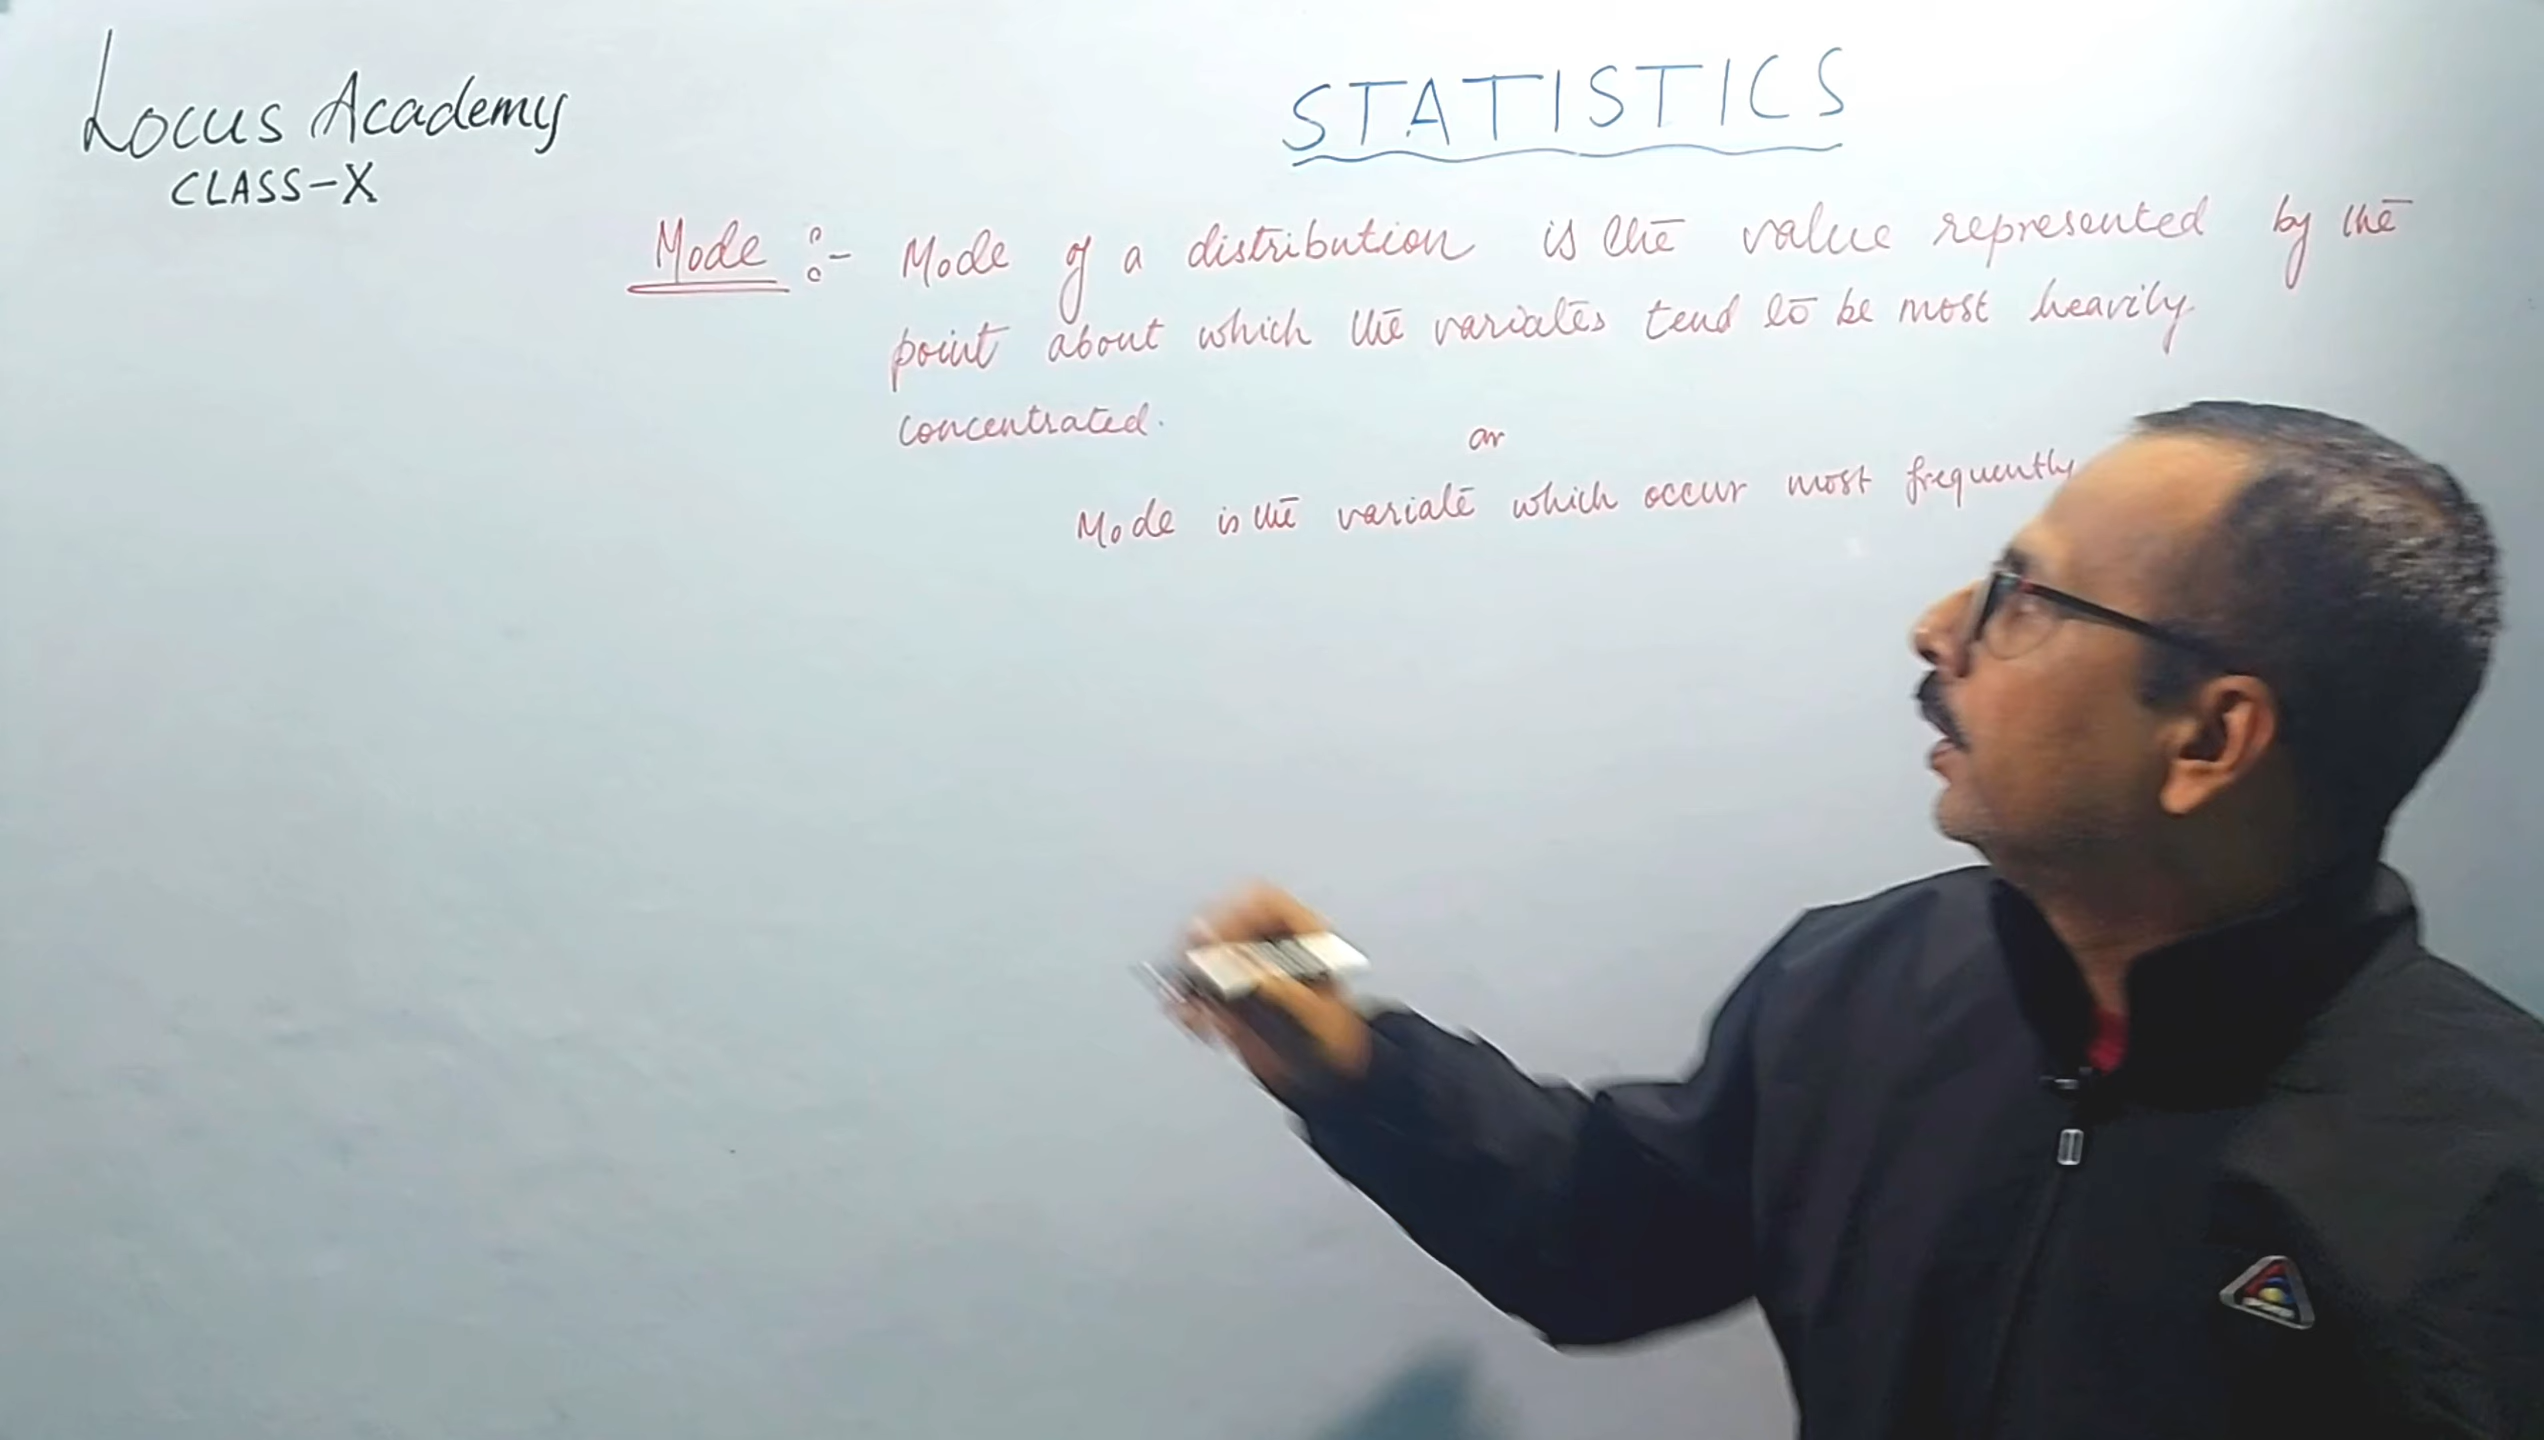 Locus Academy
CLASS-X
STATISTICS
Mode :- Mode of a distribution is the value represented by the
point about which the variates tend to be most heavily
concentrated.
or
Mode is the variate which occur most frequently